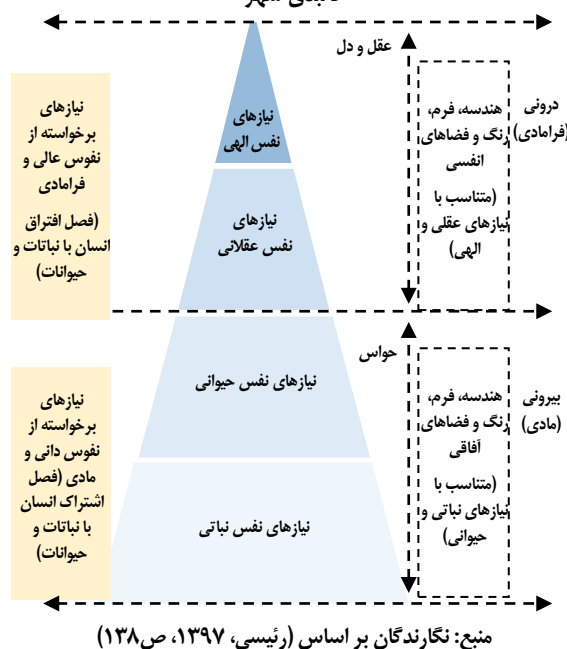 کالبدی شهر
عقل و دل
درونی
(فرامادی)
هندسه، فرم،
رنگ و فضاهای
انفسی
(متناسب با
نیازهای عقلی و
الهی)
نیازهای
نفس الهی
نیازهای
نفس عقلانی
نیازهای
برخواسته از
نفوس عالی و
فرامادی
(فصل افتراق
انسان با نباتات و
حیوانات)
حواس
بیرونی
(مادی)
هندسه، فرم،
رنگ و فضاهای
آفاقی
(متناسب با
نیازهای نباتی و
حیوانی)
نیازهای نفس حیوانی
نیازهای نفس نباتی
نیازهای
برخواسته از
نفوس دانی و
مادی (فصل
اشتراک انسان
با نباتات و
حیوانات)
منبع: نگارندگان بر اساس (رئیسی، ۱۳۹۷، ص۱۳۸)